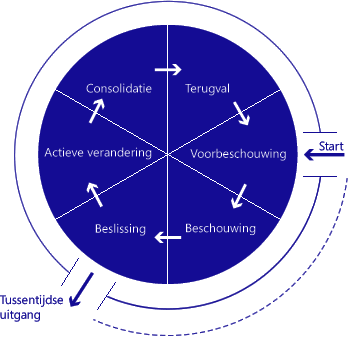 Consolidatie
Terugval
Actieve verandering
Voorbeschouwing
Start
Beslissing
Beschouwing
Tussentijdse
uitgang